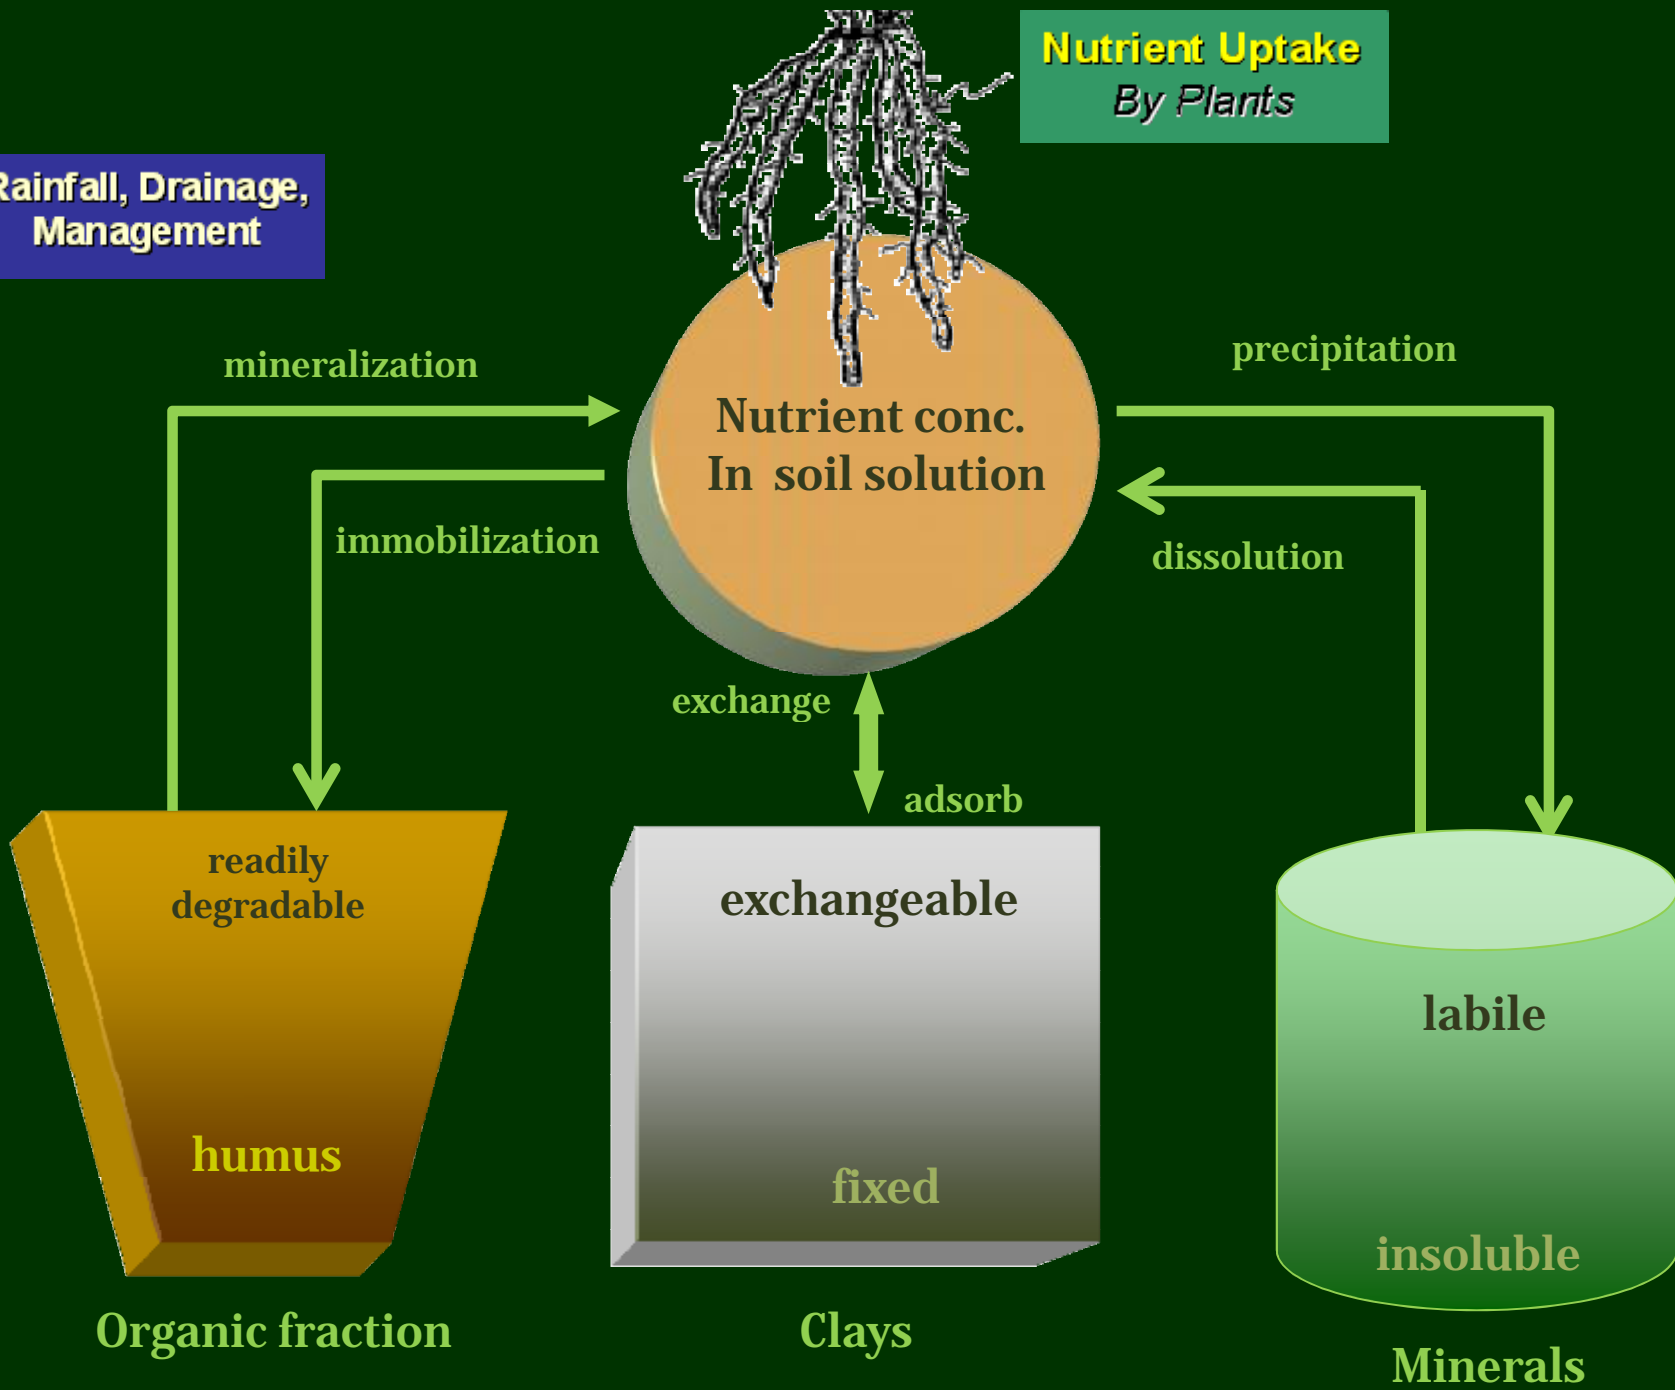 Nutrient Uptake
By Plants
Rainfall, Drainage,
Management
mineralization
precipitation
Nutrient conc.
In soil solution
immobilization
dissolution
exchange
adsorb
readily
degradable
exchangeable
labile
humus
fixed
insoluble
Organic fraction
Clays
Minerals